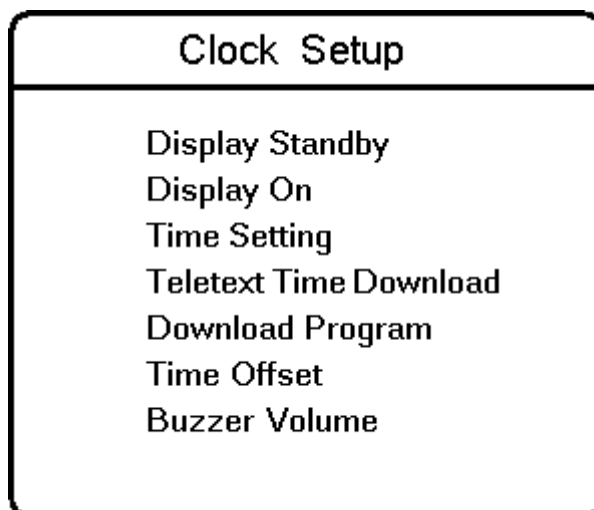 Clock Setup
Display Standby
Display On
Time Setting
Teletext Time Download
Download Program
Time Offset
Buzzer Volume